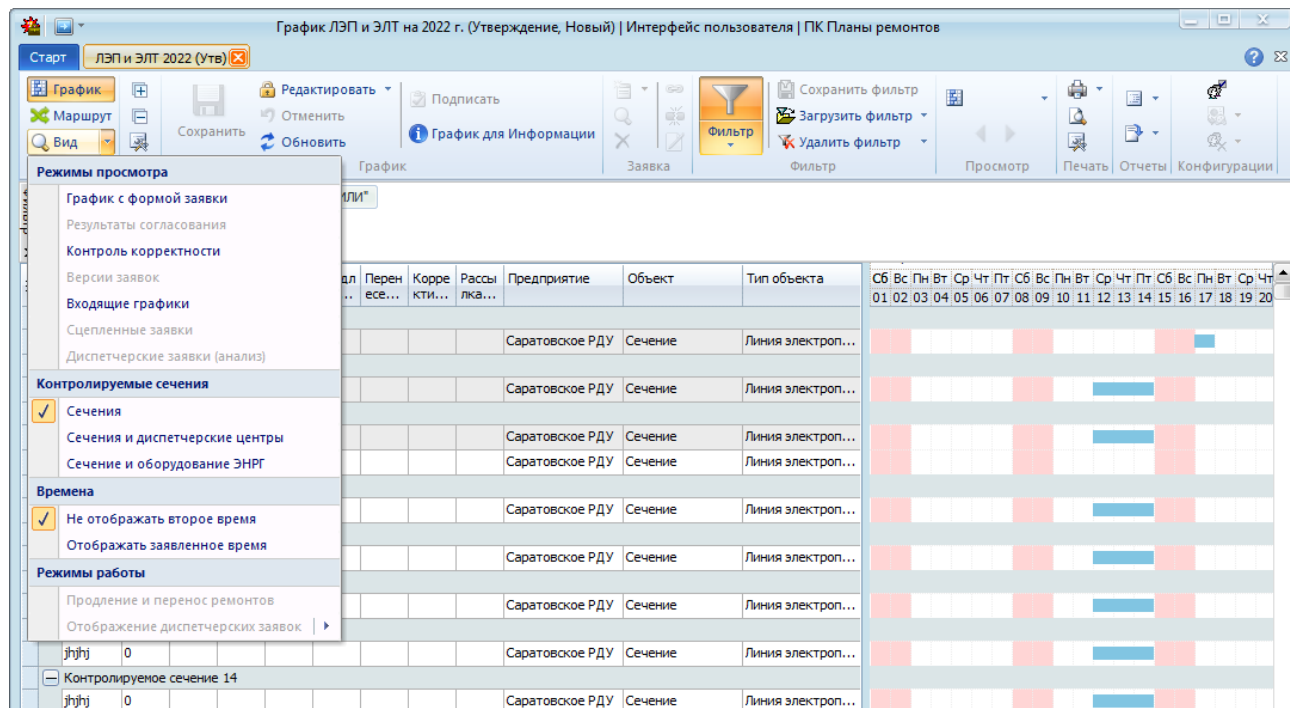 График ЛЭП и ЭЛТ на 2022 г. (Утверждение, Новый) | Интерфейс пользователя | ПК Планы ремонтов
Старт ЛЭП и ЭЛТ 2022 (Утв)
График Редактировать Подписать Сохранить фильтр
Маршрут Сохранить Отменить График для Информации Фильтр Загрузить фильтр
Вид Обновить Удалить фильтр
График Заявка Фильтр Просмотр Печать Отчеты Конфигурации
Режимы просмотра
График с формой заявки
Результаты согласования
Контроль корректности
Версии заявок
Входящие графики
Сцепленные заявки
Диспетчерские заявки (анализ)
Контролируемые сечения
Сечения
Сечения и диспетчерские центры
Сечение и оборудование ЭНРГ
Времена
Не отображать второе время
Отображать заявленное время
Режимы работы
Продление и перенос ремонтов
Отображение диспетчерских заявок
ИЛИ"
Перен Корре Рассы Предприятие Объект Тип объекта Сб Вс Пн Вт Ср Чт Пт Сб Вс Пн Вт Ср Чт Пт Сб Вс Пн Вт Ср Чт
есе... кти... лка... 01 02 03 04 05 06 07 08 09 10 11 12 13 14 15 16 17 18 19 20
Саратовское РДУ Сечение Линия электроп...
Саратовское РДУ Сечение Линия электроп...
Саратовское РДУ Сечение Линия электроп...
Саратовское РДУ Сечение Линия электроп...
Саратовское РДУ Сечение Линия электроп...
Саратовское РДУ Сечение Линия электроп...
Саратовское РДУ Сечение Линия электроп...
jhjhj 0 Саратовское РДУ Сечение Линия электроп...
Контролируемое сечение 14
jhjhj 0 Саратовское РДУ Сечение Линия электроп...